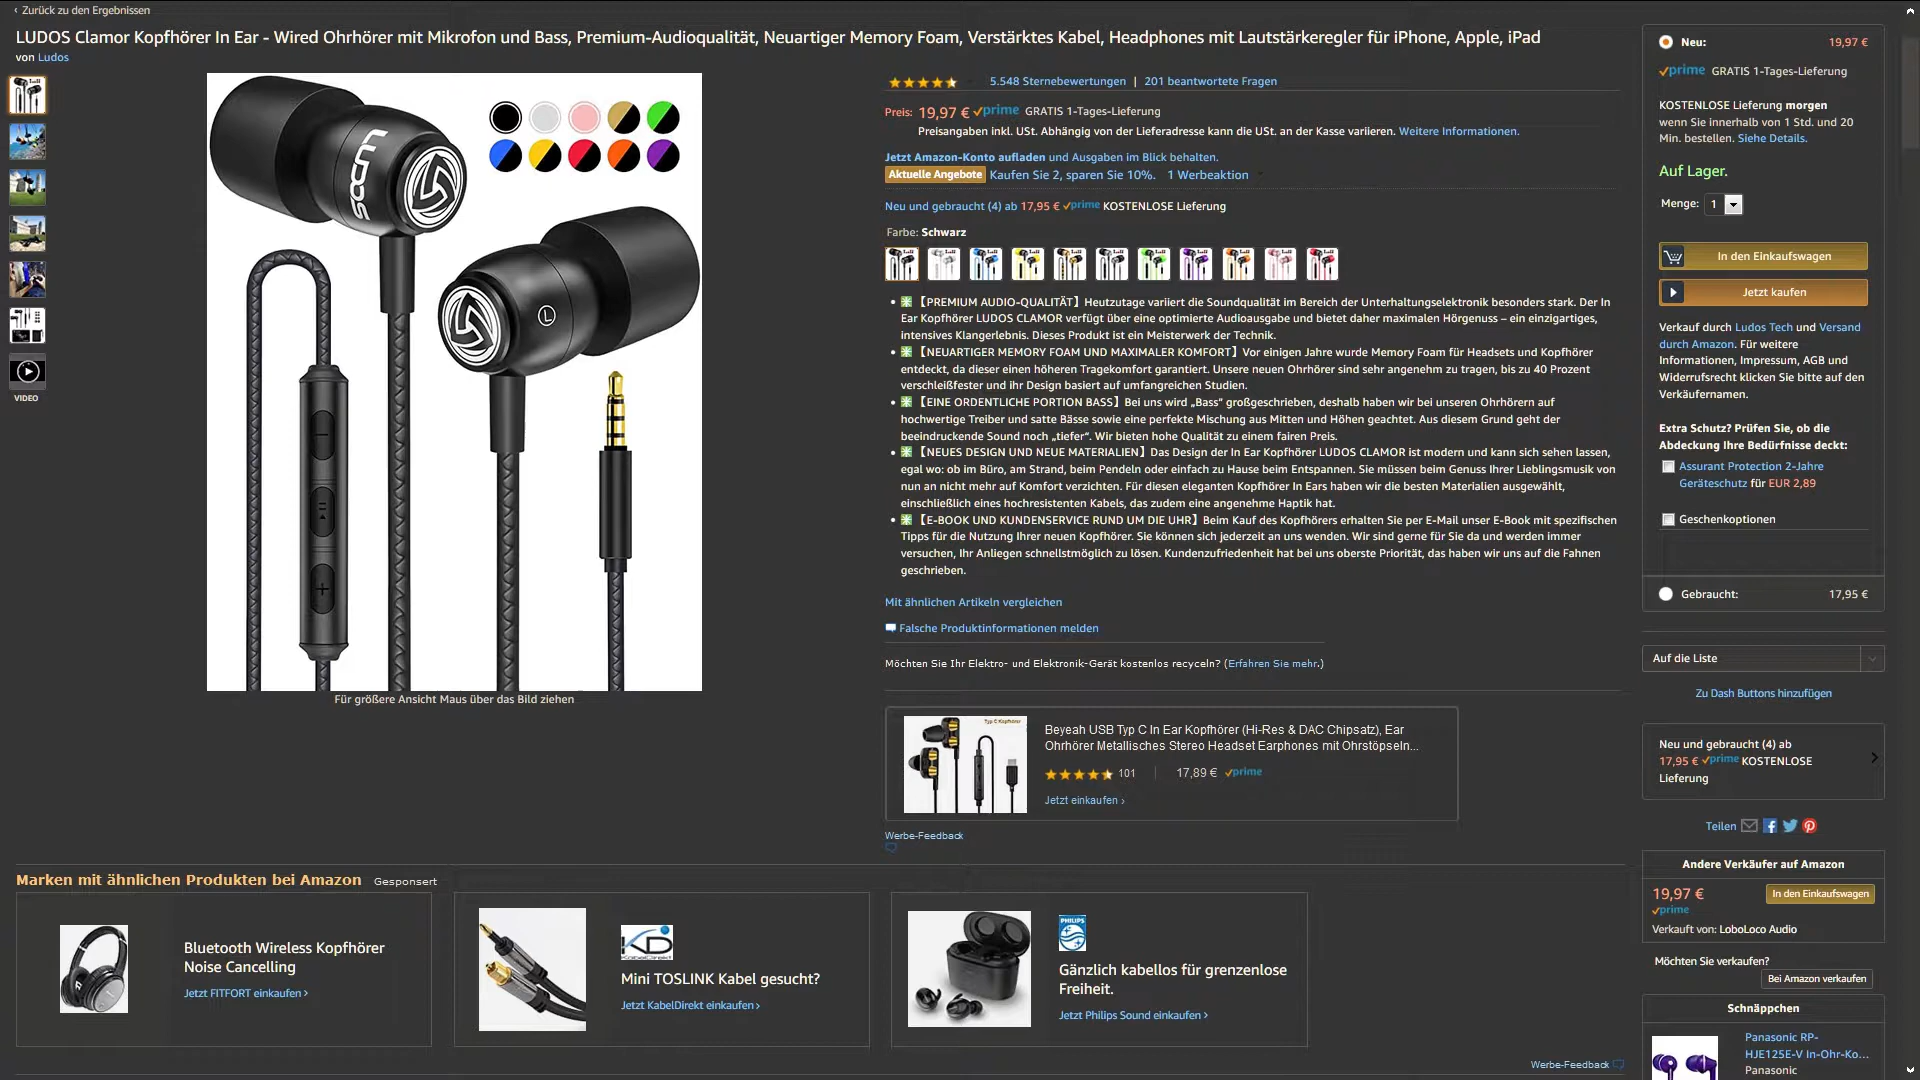 ‹ Zurück zu den Ergebnissen
LUDOS Clamor Kopfhörer In Ear - Wired Ohrhörer mit Mikrofon und Bass, Premium-Audioqualität, Neuartiger Memory Foam, Verstärktes Kabel, Headphones mit Lautstärkeregler für iPhone, Apple, iPad
von Ludos
VIDEO
LUDOS
L
Für größere Ansicht Maus über das Bild ziehen
5.548 Sternebewertungen | 201 beantwortete Fragen
Preis: 19,97 € prime GRATIS 1-Tages-Lieferung
Preisangaben inkl. USt. Abhängig von der Lieferadresse kann die USt. an der Kasse variieren. Weitere Informationen.
Jetzt Amazon-Konto aufladen und Ausgaben im Blick behalten.
Aktuelle Angebote Kaufen Sie 2, sparen Sie 10%. 1 Werbeaktion
Neu und gebraucht (4) ab 17,95 € prime KOSTENLOSE Lieferung
Farbe: Schwarz
• ✳️【PREMIUM AUDIO-QUALITÄT】Heutzutage variiert die Soundqualität im Bereich der Unterhaltungselektronik besonders stark. Der In
Ear Kopfhörer LUDOS CLAMOR verfügt über eine optimierte Audioausgabe und bietet daher maximalen Hörgenuss – ein einzigartiges,
intensives Klangerlebnis. Dieses Produkt ist ein Meisterwerk der Technik.
• ✳️【NEUARTIGER MEMORY FOAM UND MAXIMALER KOMFORT】Vor einigen Jahre wurde Memory Foam für Headsets und Kopfhörer
entdeckt, da dieser einen höheren Tragekomfort garantiert. Unsere neuen Ohrhörer sind sehr angenehm zu tragen, bis zu 40 Prozent
verschleißfester und ihr Design basiert auf umfangreichen Studien.
• ✳️【EINE ORDENTLICHE PORTION BASS】Bei uns wird „Bass“ großgeschrieben, deshalb haben wir bei unseren Ohrhörern auf
hochwertige Treiber und satte Bässe sowie eine perfekte Mischung aus Mitten und Höhen geachtet. Aus diesem Grund geht der
beeindruckende Sound noch „tiefer“. Wir bieten hohe Qualität zu einem fairen Preis.
• ✳️【NEUES DESIGN UND NEUE MATERIALIEN】Das Design der In Ear Kopfhörer LUDOS CLAMOR ist modern und kann sich sehen lassen,
egal wo: ob im Büro, am Strand, beim Pendeln oder einfach zu Hause beim Entspannen. Sie müssen beim Genuss Ihrer Lieblingsmusik von
nun an nicht mehr auf Komfort verzichten. Für diesen eleganten Kopfhörer In Ears haben wir die besten Materialien ausgewählt,
einschließlich eines hochresistenten Kabels, das zudem eine angenehme Haptik hat.
• ✳️【E-BOOK UND KUNDENSERVICE RUND UM DIE UHR】Beim Kauf des Kopfhörers erhalten Sie per E-Mail unser E-Book mit spezifischen
Tipps für die Nutzung Ihrer neuen Kopfhörer. Sie können sich jederzeit an uns wenden. Wir sind gerne für Sie da und werden immer
versuchen, Ihr Anliegen schnellstmöglich zu lösen. Kundenzufriedenheit hat bei uns oberste Priorität, das haben wir uns auf die Fahnen
geschrieben.
Mit ähnlichen Artikeln vergleichen
Falsche Produktinformationen melden
Möchten Sie Ihr Elektro- und Elektronik-Gerät kostenlos recyceln? (Erfahren Sie mehr.)
Typ C Kopfhörer
Beyeah USB Typ C In Ear Kopfhörer (Hi-Res & DAC Chipsatz), Ear
Ohrhörer Metallisches Stereo Headset Earphones mit Ohrstöpseln...
101 17,89 € prime
Jetzt einkaufen ›
Werbe-Feedback
Neu: 19,97 €
prime GRATIS 1-Tages-Lieferung
KOSTENLOSE Lieferung morgen
wenn Sie innerhalb von 1 Std. und 20
Min. bestellen. Siehe Details.
Auf Lager.
Menge: 1
In den Einkaufswagen
Jetzt kaufen
Verkauf durch Ludos Tech und Versand
durch Amazon. Für weitere
Informationen, Impressum, AGB und
Widerrufsrecht klicken Sie bitte auf den
Verkäufernamen.
Extra Schutz? Prüfen Sie, ob die
Abdeckung Ihre Bedürfnisse deckt:
Assurant Protection 2-Jahre
Geräteschutz für EUR 2,89
Geschenkoptionen
Gebraucht: 17,95 €
Auf die Liste
Zu Dash Buttons hinzufügen
Neu und gebraucht (4) ab
17,95 € prime KOSTENLOSE
Lieferung
Teilen
Andere Verkäufer auf Amazon
19,97 € In den Einkaufswagen
prime
Verkauft von: LoboLoco Audio
Möchten Sie verkaufen?
Bei Amazon verkaufen
Schnäppchen
Panasonic RP-
HJE125E-V In-Ohr-Ko...
Panasonic
Marken mit ähnlichen Produkten bei Amazon Gesponsert
Bluetooth Wireless Kopfhörer
Noise Cancelling
Jetzt FITFORT einkaufen ›
KD
KabelDirekt
Mini TOSLINK Kabel gesucht?
Jetzt KabelDirekt einkaufen ›
PHILIPS
Gänzlich kabellos für grenzenlose
Freiheit.
Jetzt Philips Sound einkaufen ›
Werbe-Feedback